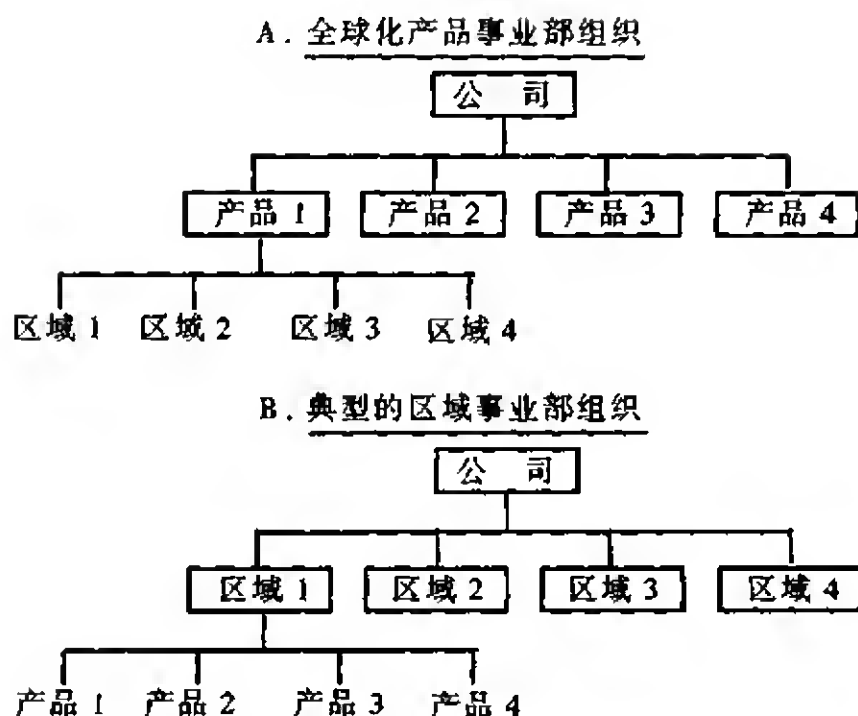 A. 全球化产品事业部组织
公 司
产品 1 产品 2 产品 3 产品 4
区域 1 区域 2 区域 3 区域 4
B. 典型的区域事业部组织
公 司
区域 1 区域 2 区域 3 区域 4
产品 1 产品 2 产品 3 产品 4